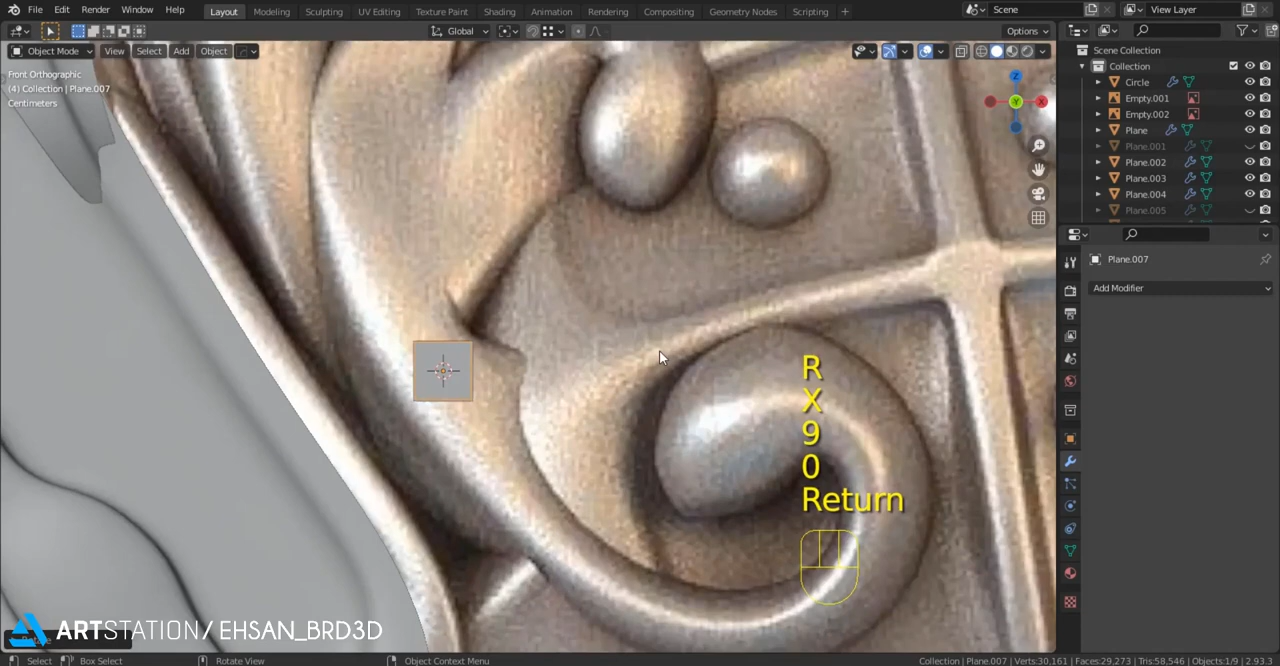 File Edit Render Window Help Layout Modeling Sculpting UV Editing Texture Paint Shading Animation Rendering Compositing Geometry Nodes Scripting + Scene View Layer
Global Options
Object Mode View Select Add Object
Front Orthographic
(4) Collection | Plane.007
Centimeters
Z
Y
X
Scene Collection
Collection
Circle
Empty.001
Empty.002
Plane
Plane.001
Plane.002
Plane.003
Plane.004
Plane.005
Plane.007
Add Modifier
R
X
9
0
Return
ARTSTATION/ EHSAN_BRD3D
Select Box Select Rotate View Object Context Menu Collection | Plane.007 | Verts:30,161 | Faces:29,273 | Tris:58,546 | Objects:1/9 | 2.93.3